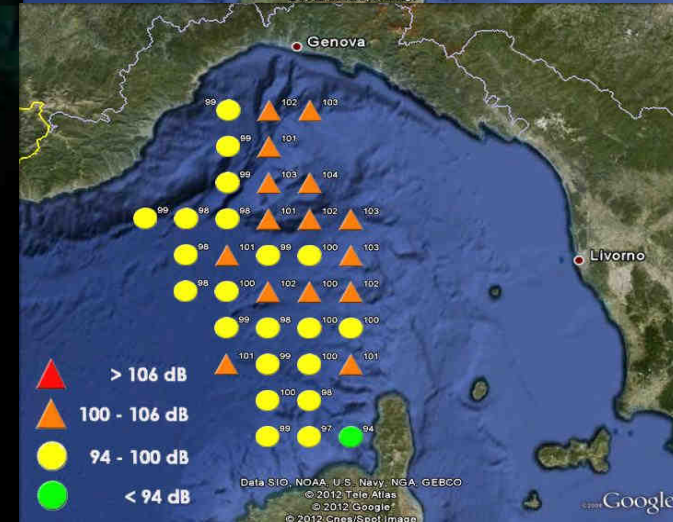 Genova
99 102 103
99 101
99 103 104
99 98 98 101 102 103
98 101 99 100 103
Livorno
98 100 102 100 102
99 98 100 100
101 99 100 101
> 106 dB
100 98
100 - 106 dB
99 97 94
94 - 100 dB
< 94 dB
Data SIO, NOAA, U.S. Navy, NGA, GEBCO
© 2012 Tele Atlas
© 2012 Google
© 2012 Cnes/Spot Image
Google